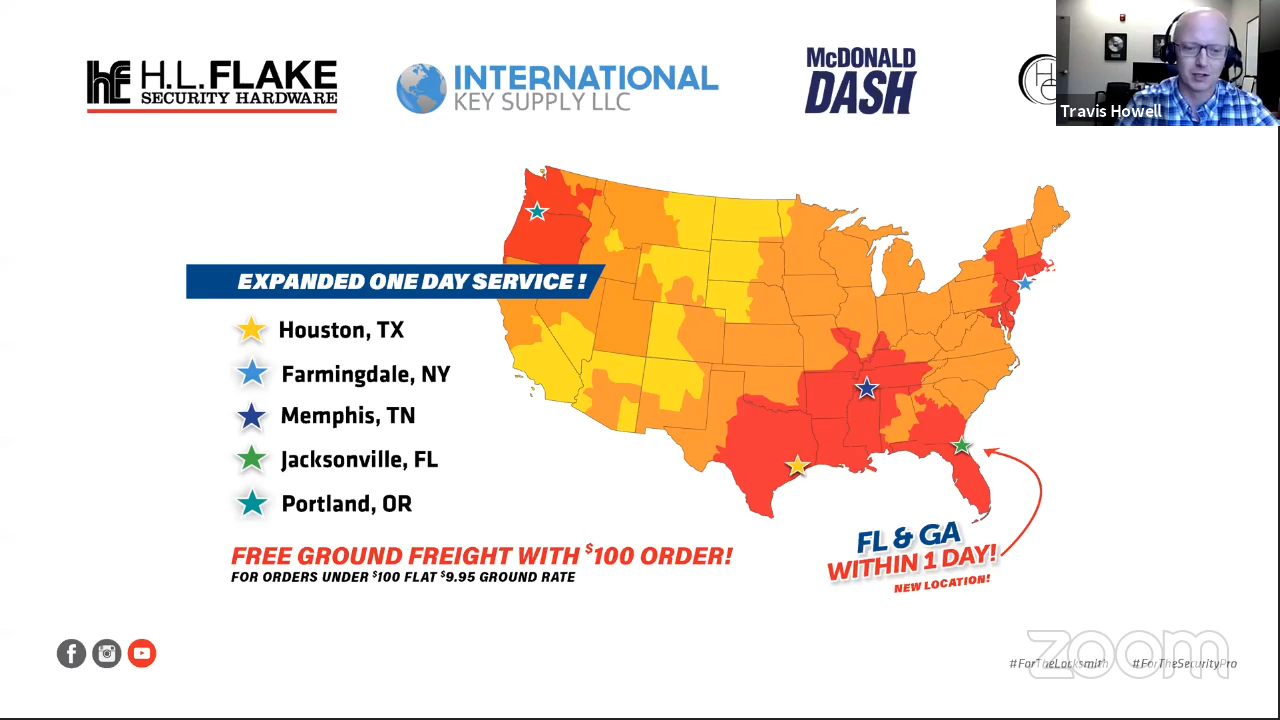 H.L.FLAKE
SECURITY HARDWARE
INTERNATIONAL
KEY SUPPLY LLC
McDONALD
DASH
Travis Howell
EXPANDED ONE DAY SERVICE !
Houston, TX
Farmingdale, NY
Memphis, TN
Jacksonville, FL
Portland, OR
FREE GROUND FREIGHT WITH $100 ORDER!
FOR ORDERS UNDER $100 FLAT $9.95 GROUND RATE
FL & GA
WITHIN 1 DAY!
NEW LOCATION!
zoom
#ForTheLocksmith #ForTheSecurityPro